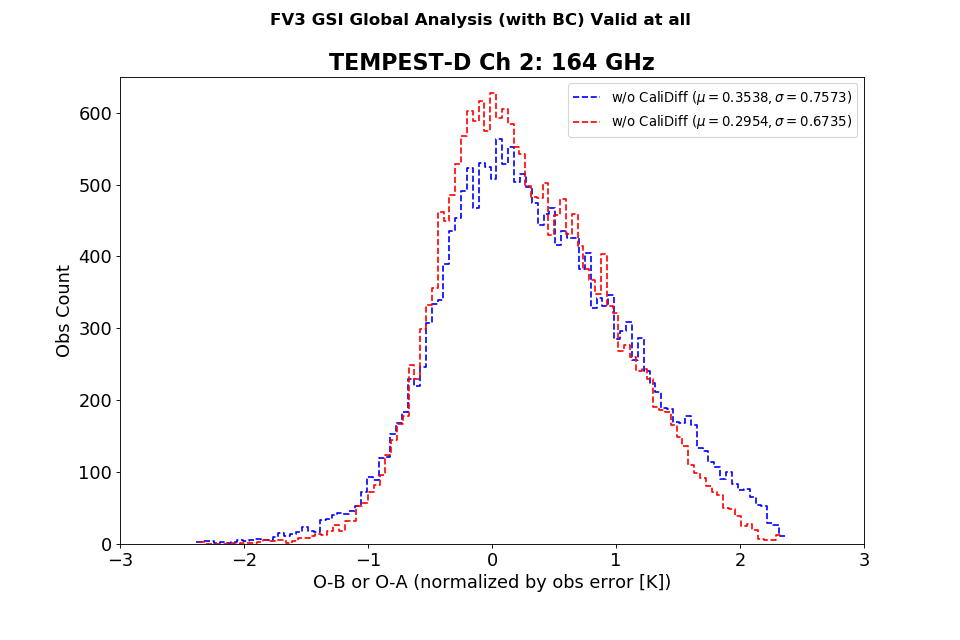 FV3 GSI Global Analysis (with BC) Valid at all
TEMPEST-D Ch 2: 164 GHz
w/o CaliDiff (μ = 0.3538, σ = 0.7573)
w/o CaliDiff (μ = 0.2954, σ = 0.6735)
600
500
400
300
200
100
0
Obs Count
−3 −2 −1 0 1 2 3
O-B or O-A (normalized by obs error [K])